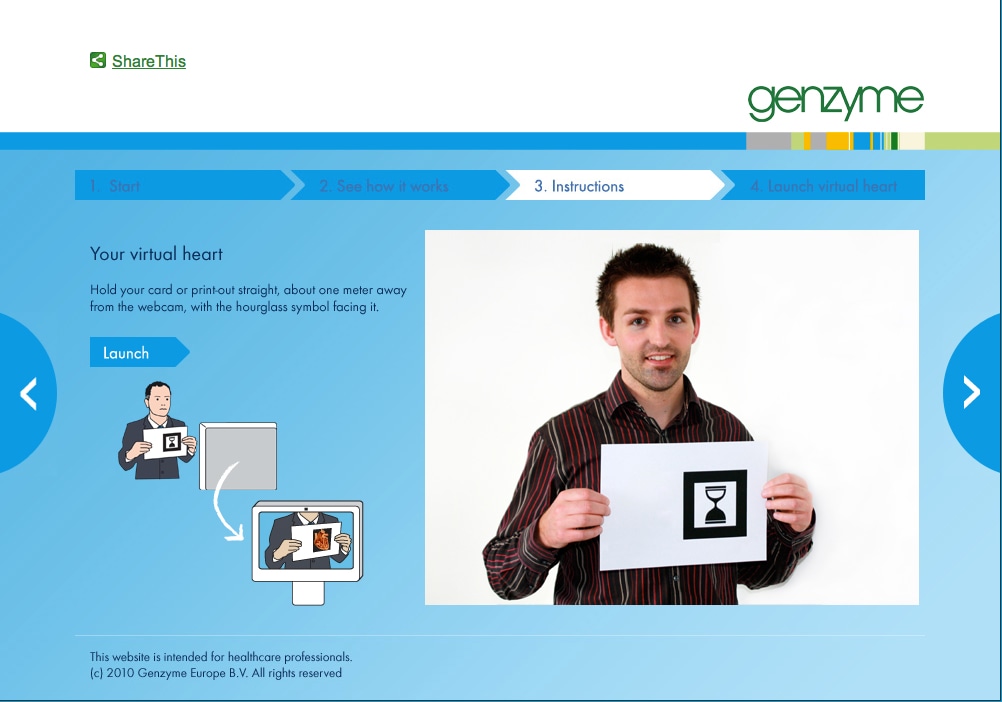 ShareThis
genzyme
1. Start
2. See how it works
3. Instructions
4. Launch virtual heart
Your virtual heart
Hold your card or print-out straight, about one meter away
from the webcam, with the hourglass symbol facing it.
Launch
This website is intended for healthcare professionals.
(c) 2010 Genzyme Europe B.V. All rights reserved